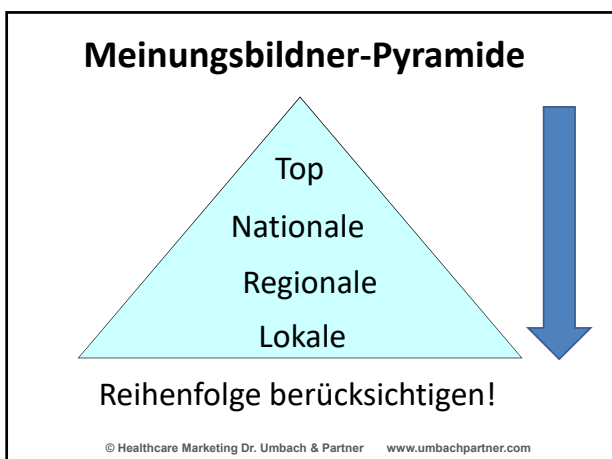 Meinungsbildner-Pyramide
Top
Nationale
Regionale
Lokale
Reihenfolge berücksichtigen!
© Healthcare Marketing Dr. Umbach & Partner www.umbachpartner.com